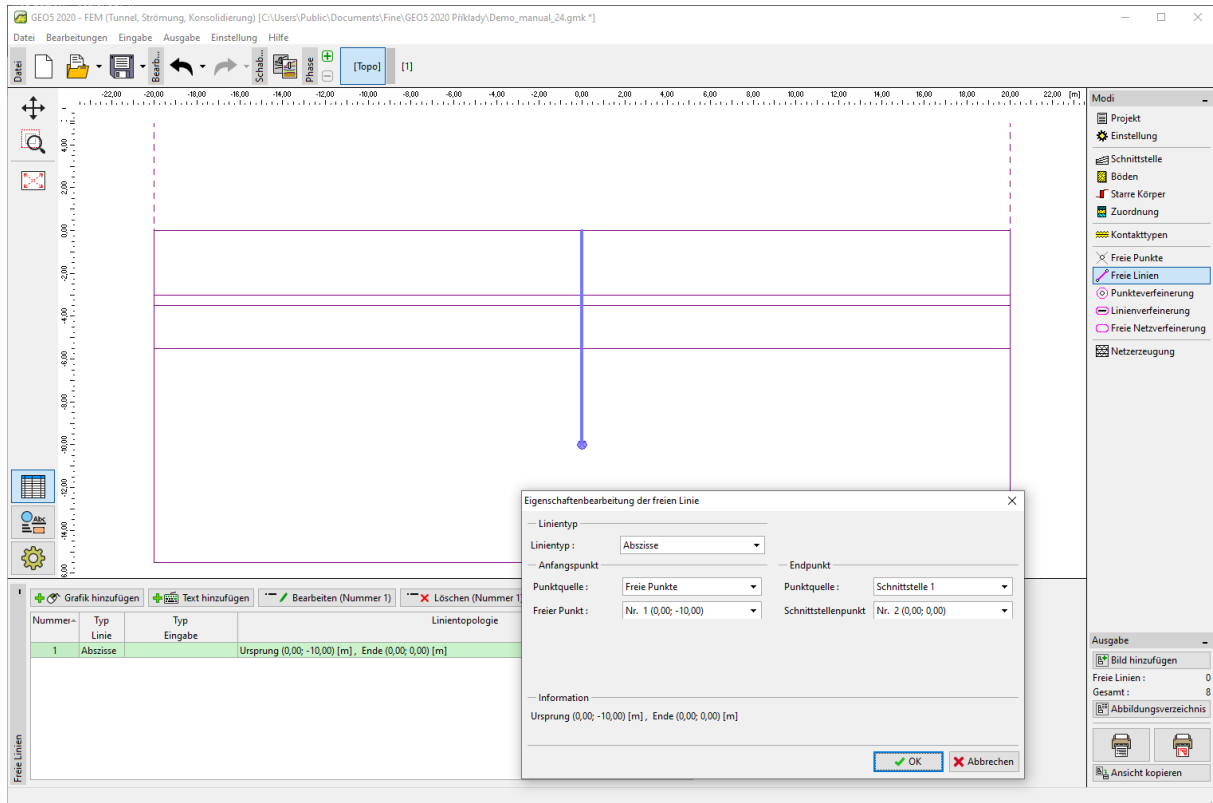 GEO5 2020 - FEM (Tunnel, Strömung, Konsolidierung) [C:\Users\Public\Documents\Fine\GEO5 2020 Příklady\Demo_manual_24.gmk *]
Datei Bearbeitungen Eingabe Ausgabe Einstellung Hilfe
Datei
Bearb...
Schab...
Phase
[Topo]
[1]
-22,00 -20,00 -18,00 -16,00 -14,00 -12,00 -10,00 -8,00 -6,00 -4,00 -2,00 0,00 2,00 4,00 6,00 8,00 10,00 12,00 14,00 16,00 18,00 20,00 22,00 [m]
4,00
2,00
0,00
-2,00
-4,00
-6,00
-8,00
-10,00
-12,00
-14,00
Modi
Projekt
Einstellung
Schnittstelle
Böden
Starre Körper
Zuordnung
Kontakttypen
Freie Punkte
Freie Linien
Punkteverfeinerung
Linienverfeinerung
Freie Netzverfeinerung
Netzerzeugung
Eigenschaftenbearbeitung der freien Linie
Linientyp
Linientyp : Abszisse
Anfangspunkt Endpunkt
Punktquelle : Freie Punkte Punktquelle : Schnittstelle 1
Freier Punkt : Nr. 1 (0,00; -10,00) Schnittstellenpunkt Nr. 2 (0,00; 0,00)
Information
Ursprung (0,00; -10,00) [m] , Ende (0,00; 0,00) [m]
OK Abbrechen
Grafik hinzufügen Text hinzufügen Bearbeiten (Nummer 1) Löschen (Nummer 1
Nummer Typ Typ Linientopologie
Linie Eingabe
1 Abszisse Ursprung (0,00; -10,00) [m] , Ende (0,00; 0,00) [m]
Freie Linien
Ausgabe
Bild hinzufügen
Freie Linien : 0
Gesamt : 8
Abbildungsverzeichnis
Ansicht kopieren